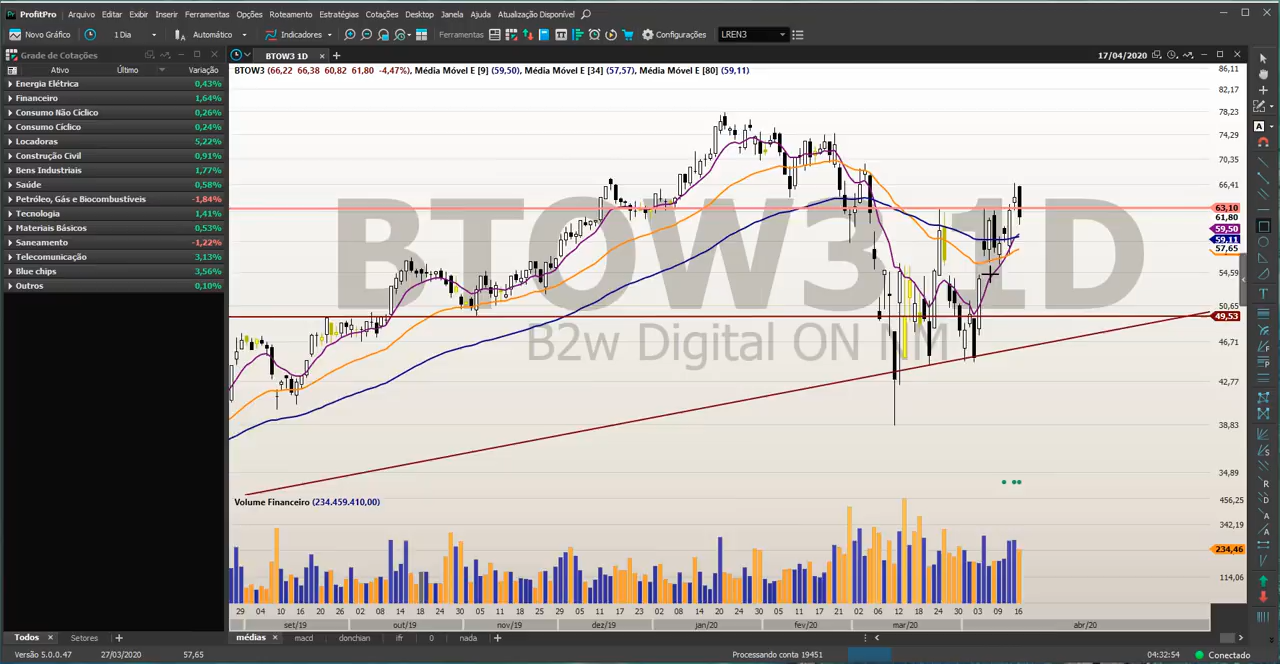 ProfitPro Arquivo Editar Exibir Inserir Ferramentas Opções Roteamento Estratégias Cotações Desktop Janela Ajuda Atualização Disponível
Novo Gráfico 1 Dia Automático Indicadores Ferramentas Configurações LREN3
Grade de Cotações
Ativo Último Variação
Energia Elétrica 0,43%
Financeiro 1,64%
Consumo Não Cíclico 0,26%
Consumo Cíclico 0,24%
Locadoras 5,22%
Construção Civil 0,91%
Bens Industriais 1,77%
Saúde 0,58%
Petróleo, Gás e Biocombustíveis -1,84%
Tecnologia 1,41%
Materiais Básicos 0,53%
Saneamento -1,22%
Telecomunicação 3,13%
Blue chips 3,56%
Outros 0,10%
BTOW3 1D 17/04/2020
BTOW3 (66,22 66,38 60,82 61,80 -4,47%), Média Móvel E [9] (59,50), Média Móvel E [34] (57,57), Média Móvel E [80] (59,11)
BTOW3 1D
B2w Digital ON NM
86,11
82,17
78,23
74,29
70,35
66,41
63,10
61,80
59,50
59,11
57,65
54,59
50,65
49,53
46,71
42,77
38,83
34,89
Volume Financeiro (234.459.410,00)
456,25
342,19
234,46
114,06
29 04 10 16 20 26 02 08 14 18 24 30 05 11 19 25 29 05 11 17 23 02 08 14 20 24 30 05 11 17 21 02 06 12 18 24 30 03 09 16
set/19 out/19 nov/19 dez/19 jan/20 fev/20 mar/20 abr/20
Todos Setores
médias macd donchian ifr 0 nada
Versão 5.0.0.47 27/03/2020 57,65 Processando conta 19451 04:32:54 Conectado